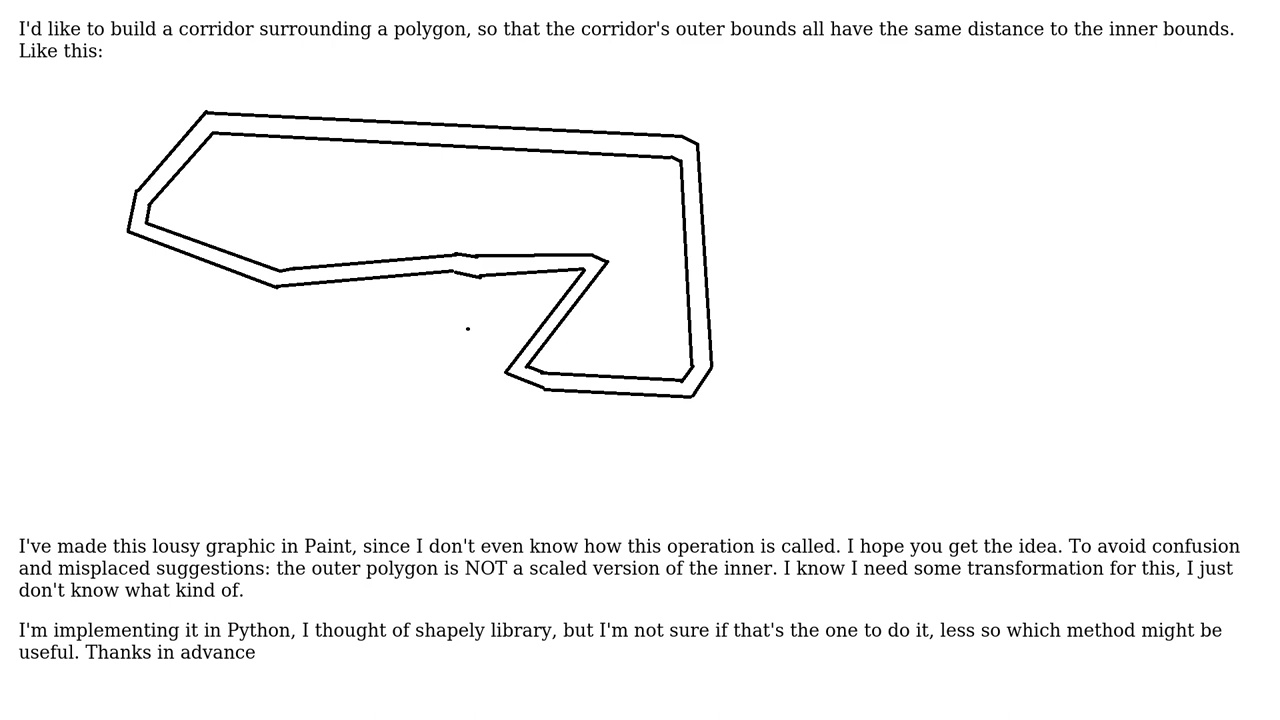 I'd like to build a corridor surrounding a polygon, so that the corridor's outer bounds all have the same distance to the inner bounds.
Like this:
I've made this lousy graphic in Paint, since I don't even know how this operation is called. I hope you get the idea. To avoid confusion
and misplaced suggestions: the outer polygon is NOT a scaled version of the inner. I know I need some transformation for this, I just
don't know what kind of.
I'm implementing it in Python, I thought of shapely library, but I'm not sure if that's the one to do it, less so which method might be
useful. Thanks in advance